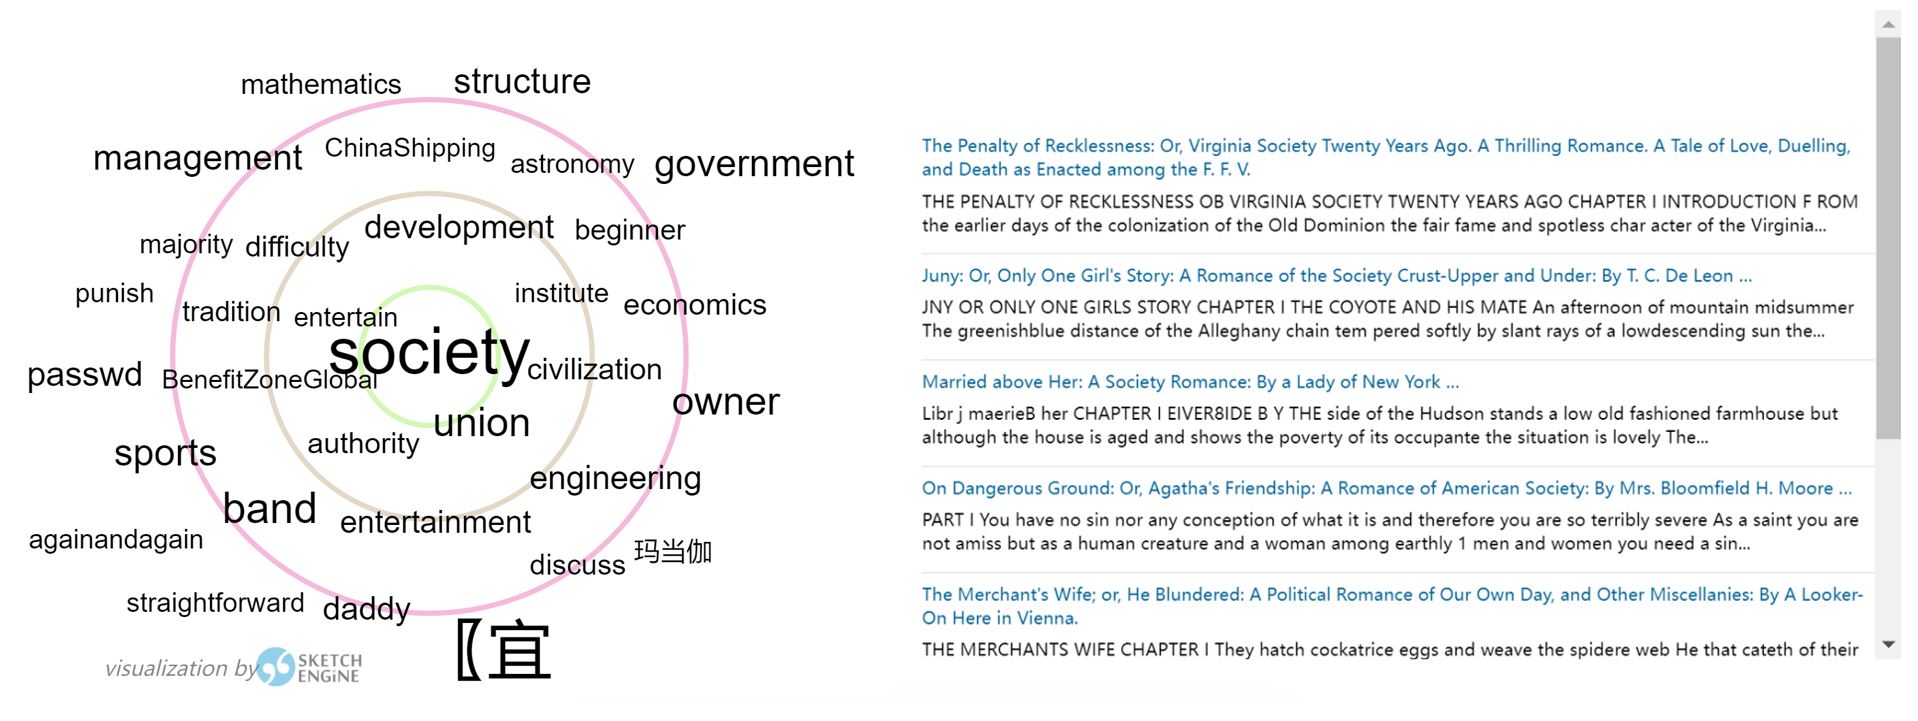 mathematics
structure
management
ChinaShipping
astronomy
government
development
beginner
majority
difficulty
punish
institute
economics
tradition
entertain
society
civilization
passwd
BenefitZoneGlobal
owner
union
authority
sports
engineering
band
entertainment
againandagain
discuss
玛当伽
straightforward
daddy
〖宜
visualization by
SKETCH
ENGiNE
The Penalty of Recklessness: Or, Virginia Society Twenty Years Ago. A Thrilling Romance. A Tale of Love, Duelling,
and Death as Enacted among the F. F. V.
THE PENALTY OF RECKLESSNESS OB VIRGINIA SOCIETY TWENTY YEARS AGO CHAPTER I INTRODUCTION F ROM
the earlier days of the colonization of the Old Dominion the fair fame and spotless char acter of the Virginia...
Juny: Or, Only One Girl's Story: A Romance of the Society Crust-Upper and Under: By T. C. De Leon ...
JNY OR ONLY ONE GIRLS STORY CHAPTER I THE COYOTE AND HIS MATE An afternoon of mountain midsummer
The greenishblue distance of the Alleghany chain tem pered softly by slant rays of a lowdescending sun the...
Married above Her: A Society Romance: By a Lady of New York ...
Libr j maerieB her CHAPTER I EIVER8IDE B Y THE side of the Hudson stands a low old fashioned farmhouse but
although the house is aged and shows the poverty of its occupante the situation is lovely The...
On Dangerous Ground: Or, Agatha's Friendship: A Romance of American Society: By Mrs. Bloomfield H. Moore ...
PART I You have no sin nor any conception of what it is and therefore you are so terribly severe As a saint you are
not amiss but as a human creature and a woman among earthly 1 men and women you need a sin...
The Merchant's Wife; or, He Blundered: A Political Romance of Our Own Day, and Other Miscellanies: By A Looker-
On Here in Vienna.
THE MERCHANTS WIFE CHAPTER I They hatch cockatrice eggs and weave the spidere web He that cateth of their